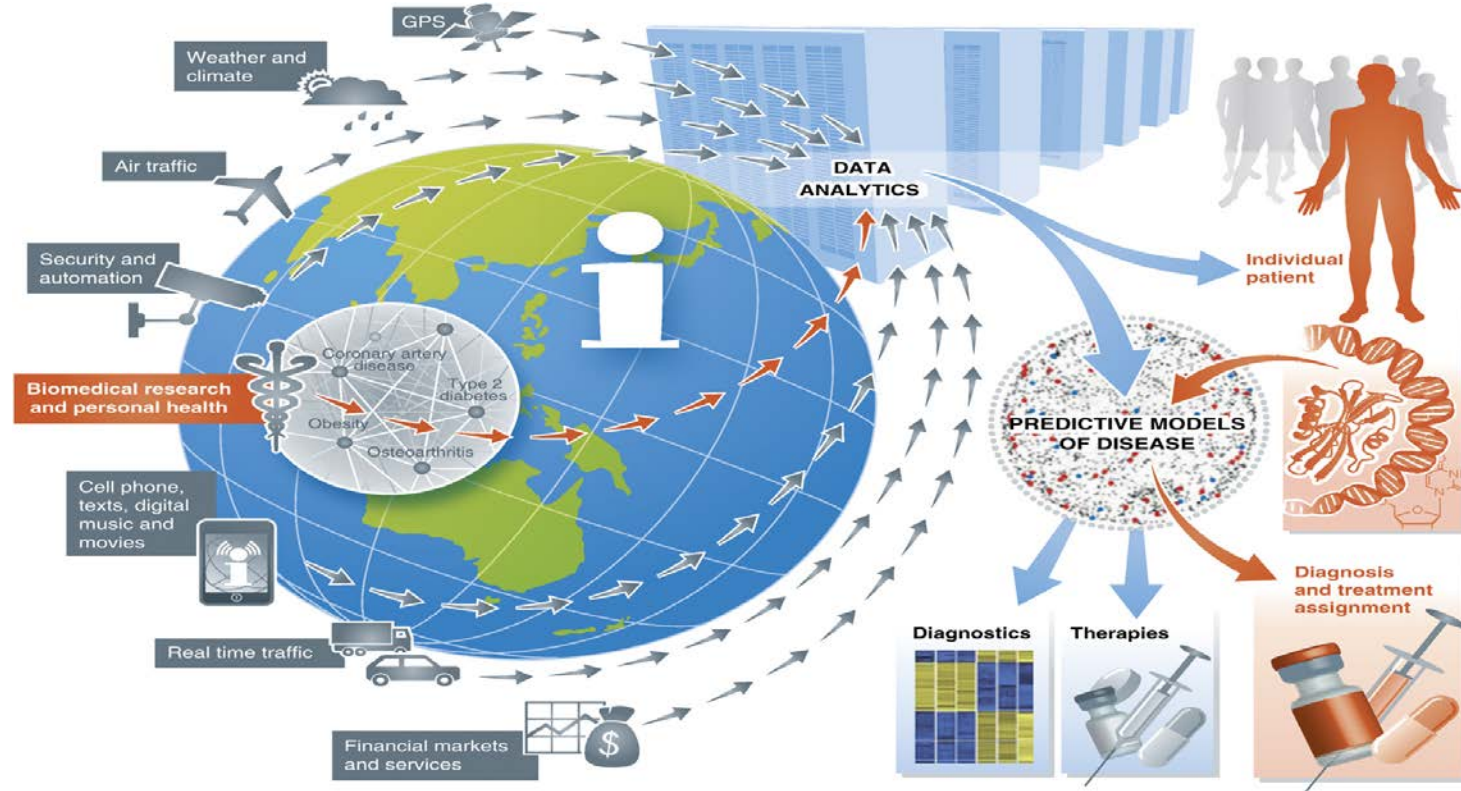 GPS
Weather and
climate
Air traffic
Security and
automation
Biomedical research
and personal health
Cell phone,
texts, digital
music and
movies
Real time traffic
Financial markets
and services
$
i
i
Coronary artery
disease
Type 2
diabetes
Obesity
Osteoarthritis
DATA
ANALYTICS
Individual
patient
PREDICTIVE MODELS
OF DISEASE
Diagnostics
Therapies
Diagnosis
and treatment
assignment